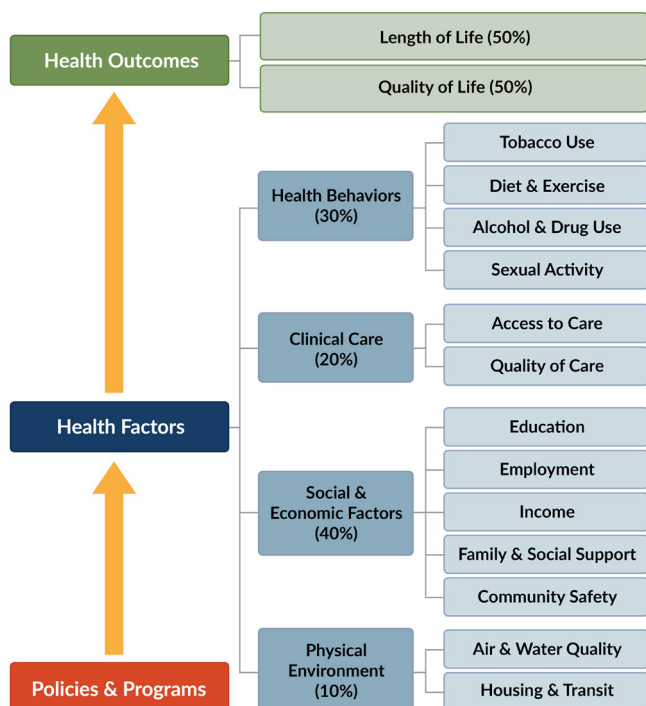 Health Outcomes
Length of Life (50%)
Quality of Life (50%)
Health Factors
Health Behaviors
(30%)
Tobacco Use
Diet & Exercise
Alcohol & Drug Use
Sexual Activity
Clinical Care
(20%)
Access to Care
Quality of Care
Social &
Economic Factors
(40%)
Education
Employment
Income
Family & Social Support
Community Safety
Physical
Environment
(10%)
Air & Water Quality
Housing & Transit
Policies & Programs